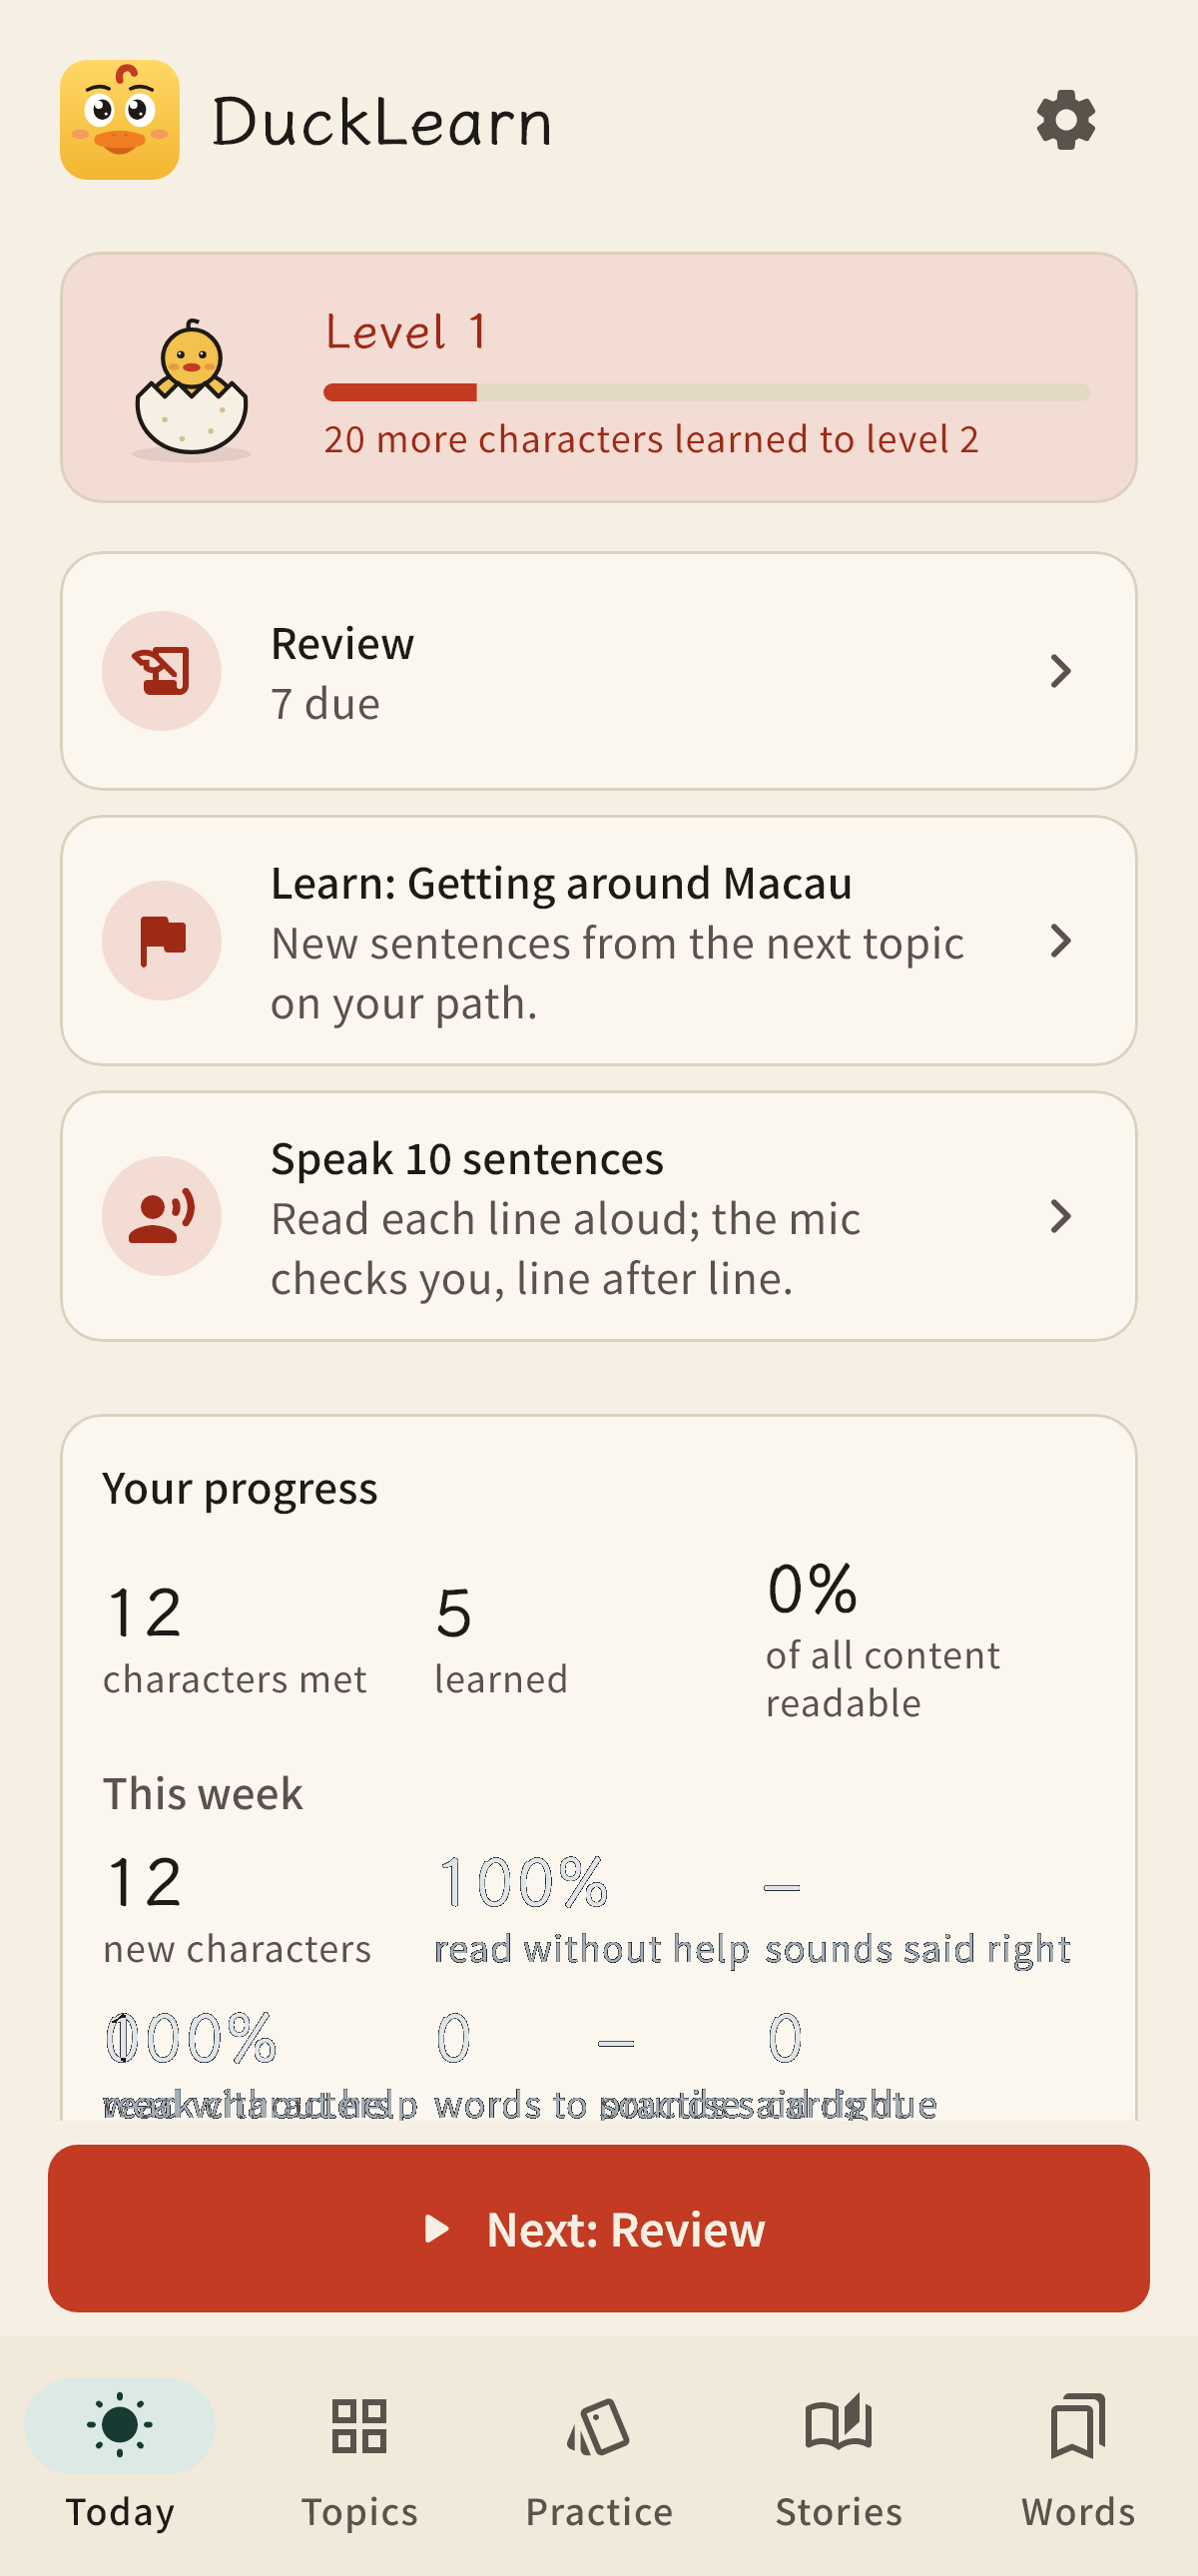 DuckLearn
Level 1
20 more characters learned to level 2
Review
7 due
Learn: Getting around Macau
New sentences from the next topic
on your path.
Speak 10 sentences
Read each line aloud; the mic
checks you, line after line.
Your progress
12
characters met
5
learned
0%
of all content
readable
This week
12
new characters
100%
read without help
–
sounds said right
0
–
0
words to
Next: Review
Today
Topics
Practice
Stories
Words